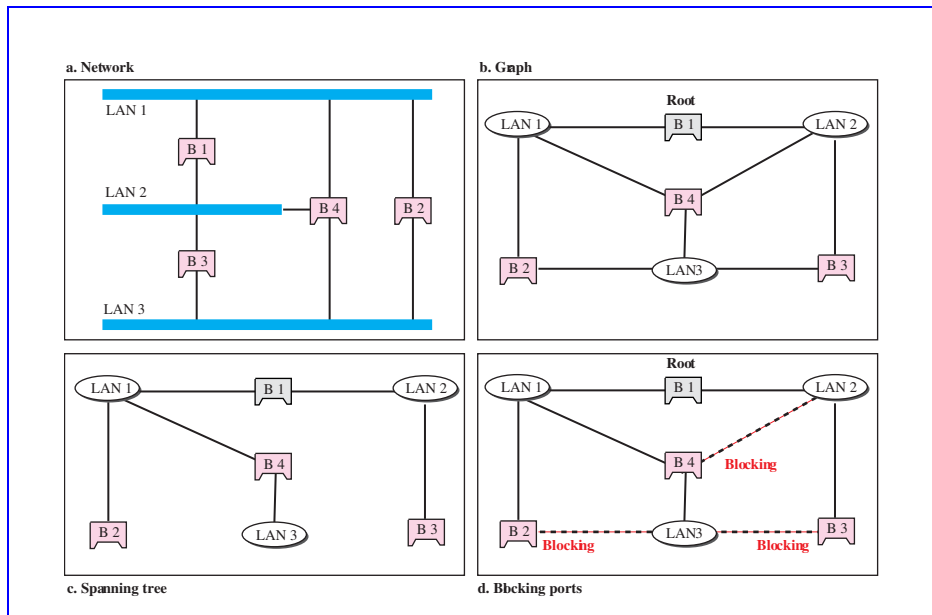 a. Network
LAN 1
B 1
LAN 2
B 4
B 2
B 3
LAN 3
b. Graph
Root
LAN 1
B 1
LAN 2
B 4
B 2
LAN3
B 3
LAN 1
B 1
LAN 2
B 4
B 2
LAN 3
B 3
c. Spanning tree
Root
LAN 1
B 1
LAN 2
B 4
Blocking
B 2
LAN3
B 3
Blocking
Blocking
d. Blocking ports